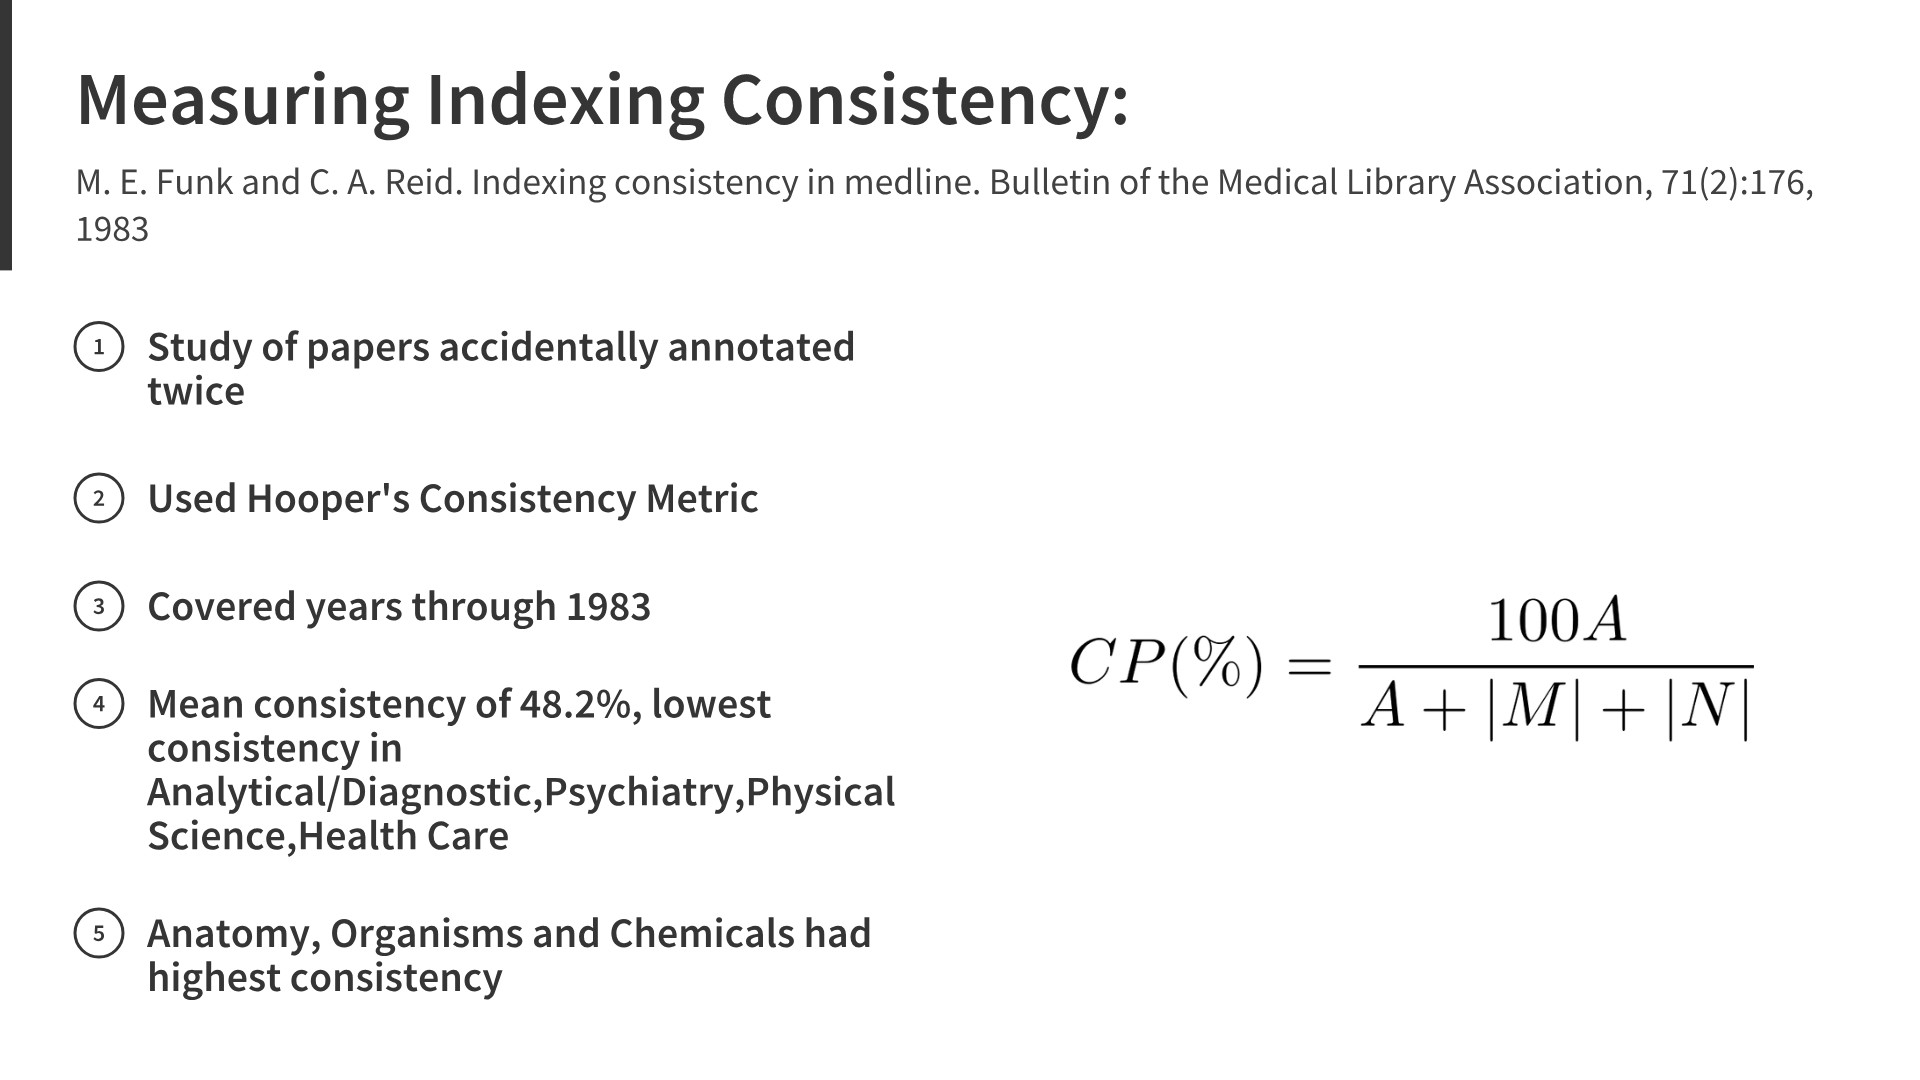 Measuring Indexing Consistency:
M. E. Funk and C. A. Reid. Indexing consistency in medline. Bulletin of the Medical Library Association, 71(2):176,
1983
1 Study of papers accidentally annotated
twice
2 Used Hooper's Consistency Metric
3 Covered years through 1983
4 Mean consistency of 48.2%, lowest
consistency in
Analytical/Diagnostic,Psychiatry,Physical
Science,Health Care
5 Anatomy, Organisms and Chemicals had
highest consistency
100A
CP(%) =
A + |M| + |N|